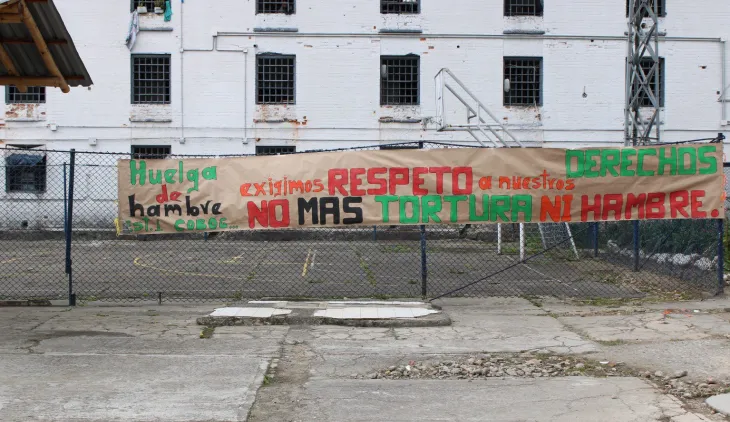 Huelga
de
hambre
exigimos RESPETO a nuestros DERECHOS
NO MAS TORTURA NI HAMBRE.